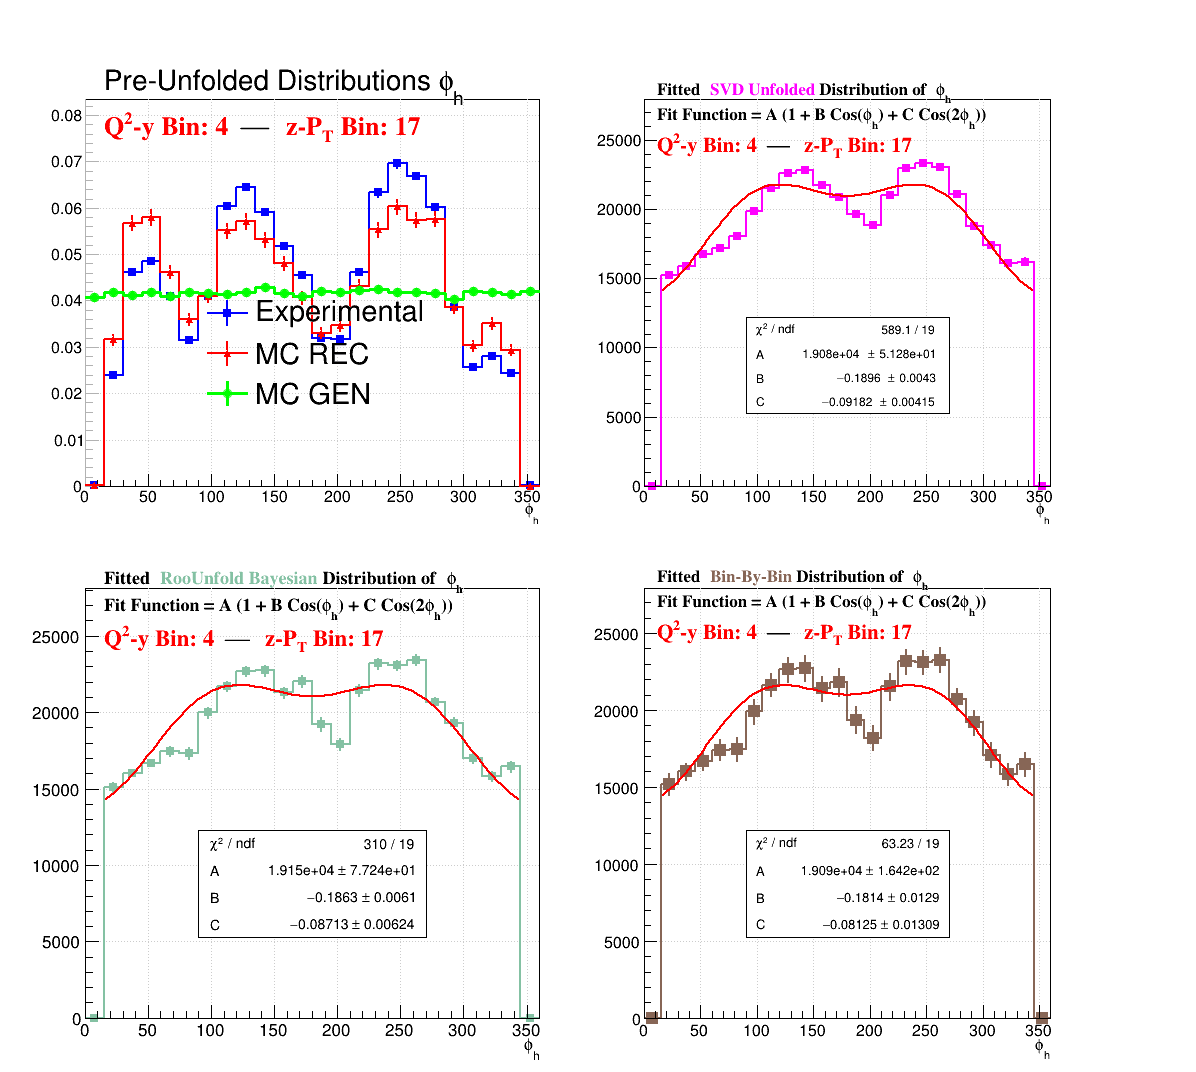 Pre-Unfolded Distributions ϕh
Q²-y Bin: 4 — z-PT Bin: 17
0.08
0.07
0.06
0.05
0.04
0.03
0.02
0.01
0
Experimental
MC REC
MC GEN
0 50 100 150 200 250 300 350
ϕh
Fitted SVD Unfolded Distribution of ϕh
Fit Function = A (1 + B Cos(ϕh) + C Cos(2ϕh))
Q²-y Bin: 4 — z-PT Bin: 17
25000
20000
15000
10000
5000
0
χ² / ndf 589.1 / 19
A 1.908e+04 ± 5.128e+01
B −0.1896 ± 0.0043
C −0.09182 ± 0.00415
0 50 100 150 200 250 300 350
ϕh
Fitted RooUnfold Bayesian Distribution of ϕh
Fit Function = A (1 + B Cos(ϕh) + C Cos(2ϕh))
Q²-y Bin: 4 — z-PT Bin: 17
25000
20000
15000
10000
5000
0
χ² / ndf 310 / 19
A 1.915e+04 ± 7.724e+01
B −0.1863 ± 0.0061
C −0.08713 ± 0.00624
0 50 100 150 200 250 300 350
ϕh
Fitted Bin-By-Bin Distribution of ϕh
Fit Function = A (1 + B Cos(ϕh) + C Cos(2ϕh))
Q²-y Bin: 4 — z-PT Bin: 17
25000
20000
15000
10000
5000
0
χ² / ndf 63.23 / 19
A 1.909e+04 ± 1.642e+02
B −0.1814 ± 0.0129
C −0.08125 ± 0.01309
0 50 100 150 200 250 300 350
ϕh